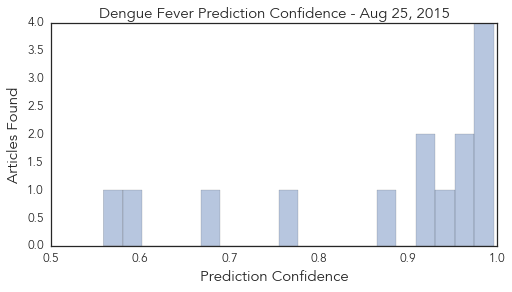 Dengue Fever Prediction Confidence - Aug 25, 2015
4.0
3.5
3.0
2.5
2.0
1.5
1.0
0.5
0.0
Articles Found
0.5 0.6 0.7 0.8 0.9 1.0
Prediction Confidence